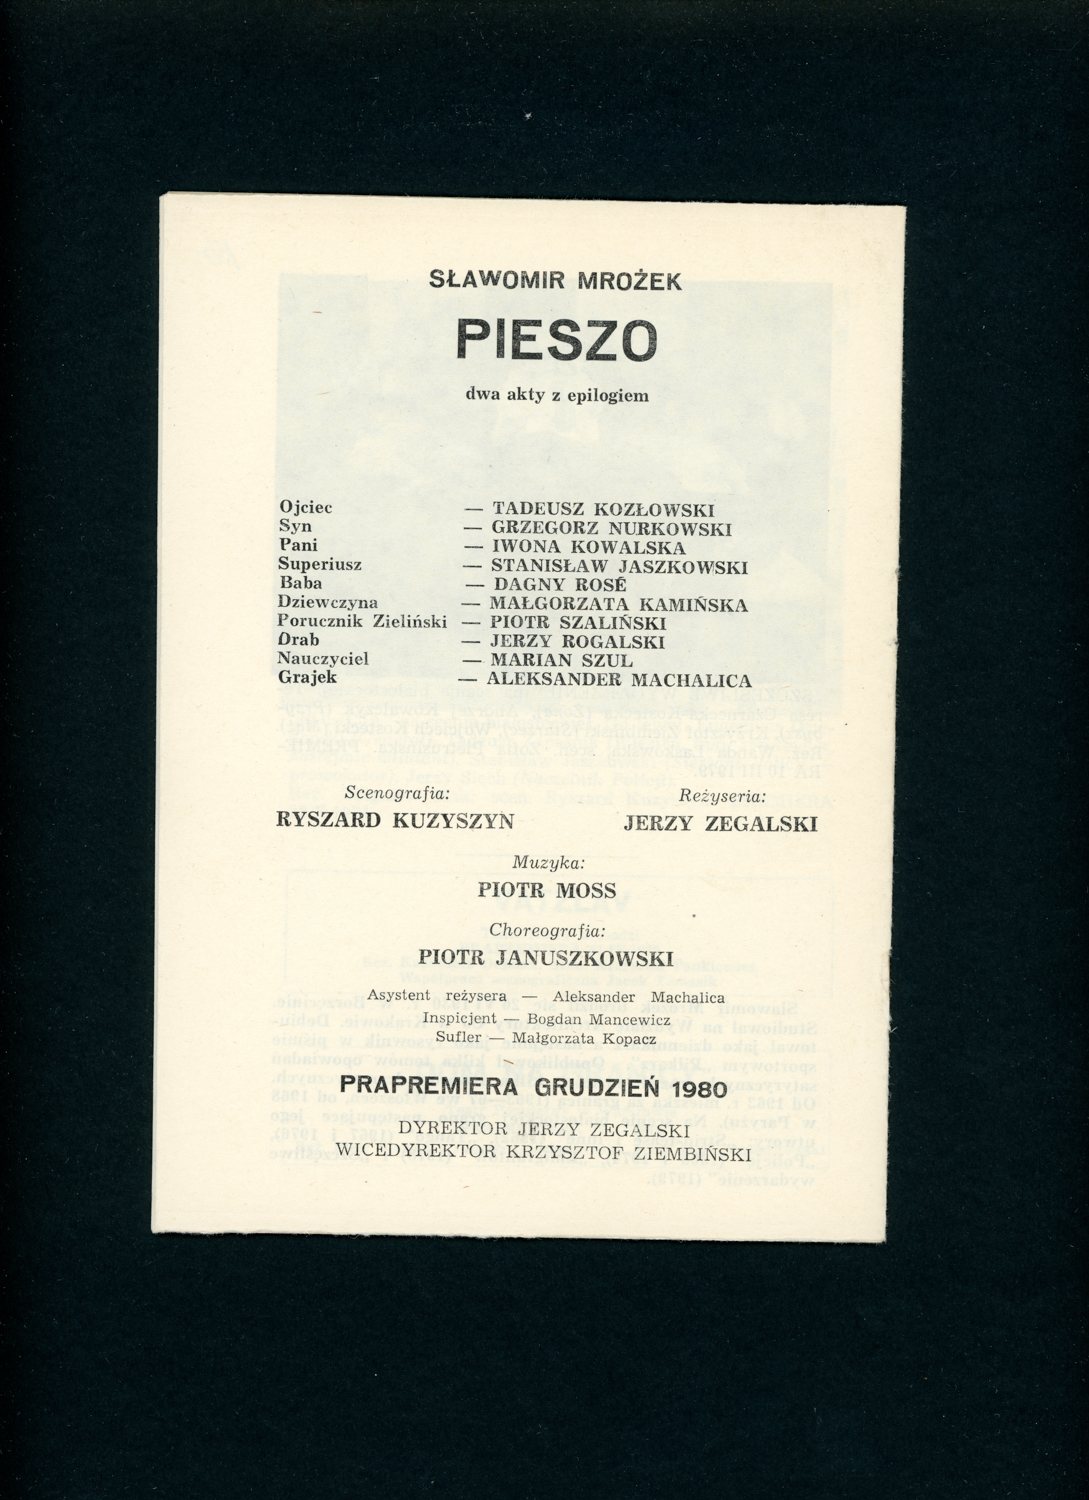 SŁAWOMIR MROŻEK
PIESZO
dwa akty z epilogiem
Ojciec — TADEUSZ KOZŁOWSKI
Syn — GRZEGORZ NURKOWSKI
Pani — IWONA KOWALSKA
Superiusz — STANISŁAW JASZKOWSKI
Baba — DAGNY ROSÉ
Dziewczyna — MAŁGORZATA KAMIŃSKA
Porucznik Zieliński — PIOTR SZALIŃSKI
Drab — JERZY ROGALSKI
Nauczyciel — MARIAN SZUL
Grajek — ALEKSANDER MACHALICA
Scenografia: Reżyseria:
RYSZARD KUZYSZYN JERZY ZEGALSKI
Muzyka:
PIOTR MOSS
Choreografia:
PIOTR JANUSZKOWSKI
Asystent reżysera — Aleksander Machalica
Inspicjent — Bogdan Mancewicz
Sufler — Małgorzata Kopacz
PRAPREMIERA GRUDZIEŃ 1980
DYREKTOR JERZY ZEGALSKI
WICEDYREKTOR KRZYSZTOF ZIEMBIŃSKI